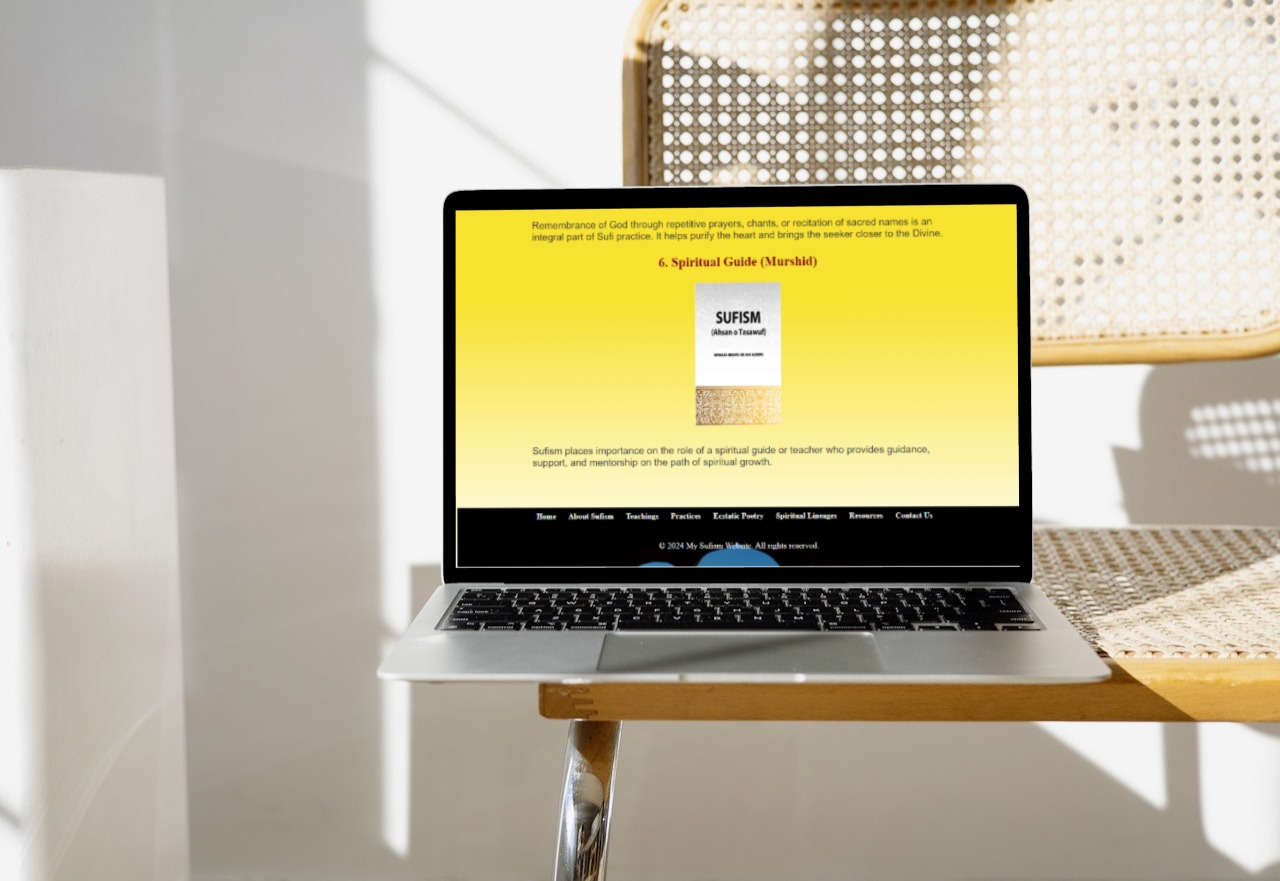 Remembrance of God through repetitive prayers, chants, or recitation of sacred names is an
integral part of Sufi practice. It helps purify the heart and brings the seeker closer to the Divine.
6. Spiritual Guide (Murshid)
SUFISM
(Ahsan o Tasawuf)
Sufism places importance on the role of a spiritual guide or teacher who provides guidance,
support, and mentorship on the path of spiritual growth.
Home About Sufism Teachings Practices Ecstatic Poetry Spiritual Lineages Resources Contact Us
© 2024 My Sufism Website. All rights reserved.